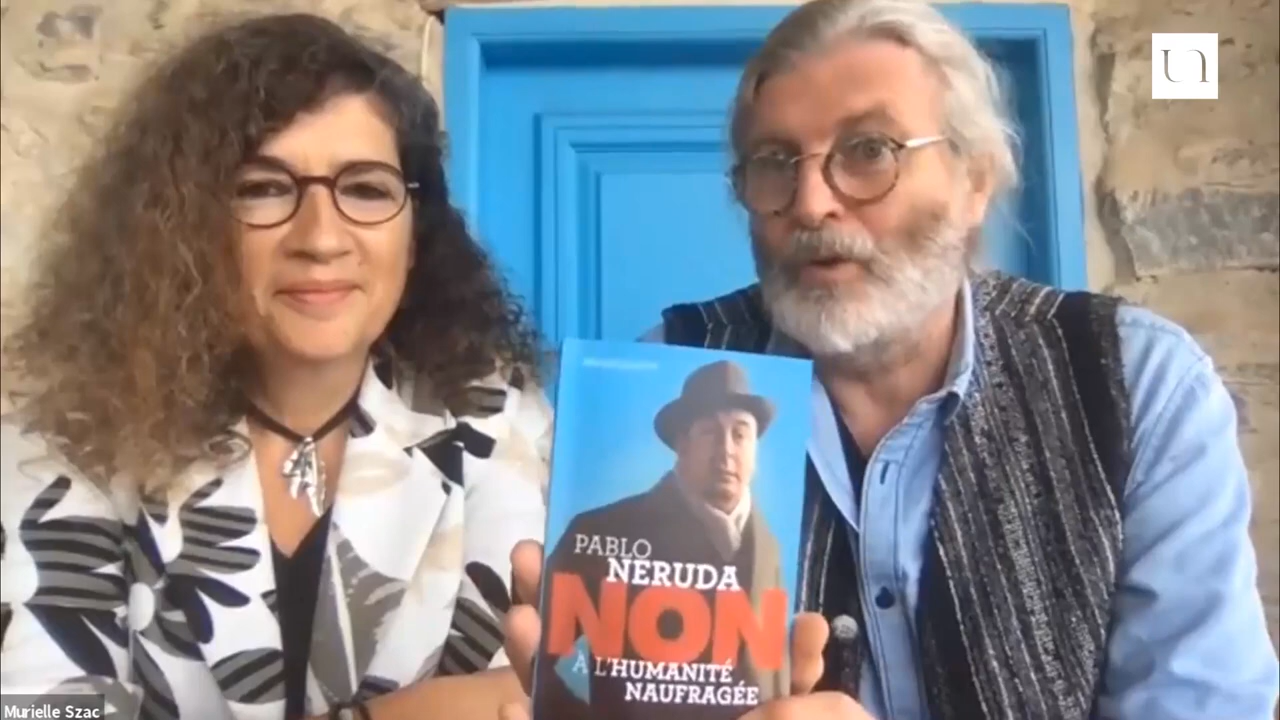 PABLO
NERUDA
NON
À L'HUMANITÉ
NAUFRAGÉE
Murielle Szac